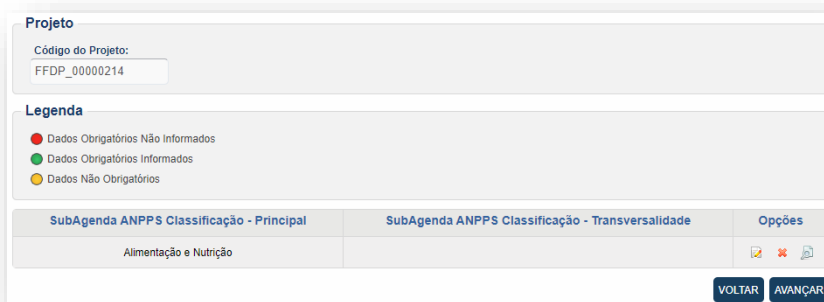 Projeto
Código do Projeto:
FFDP_00000214
Legenda
Dados Obrigatórios Não Informados
Dados Obrigatórios Informados
Dados Não Obrigatórios
SubAgenda ANPPS Classificação - Principal SubAgenda ANPPS Classificação - Transversalidade Opções
Alimentação e Nutrição
VOLTAR AVANÇAR